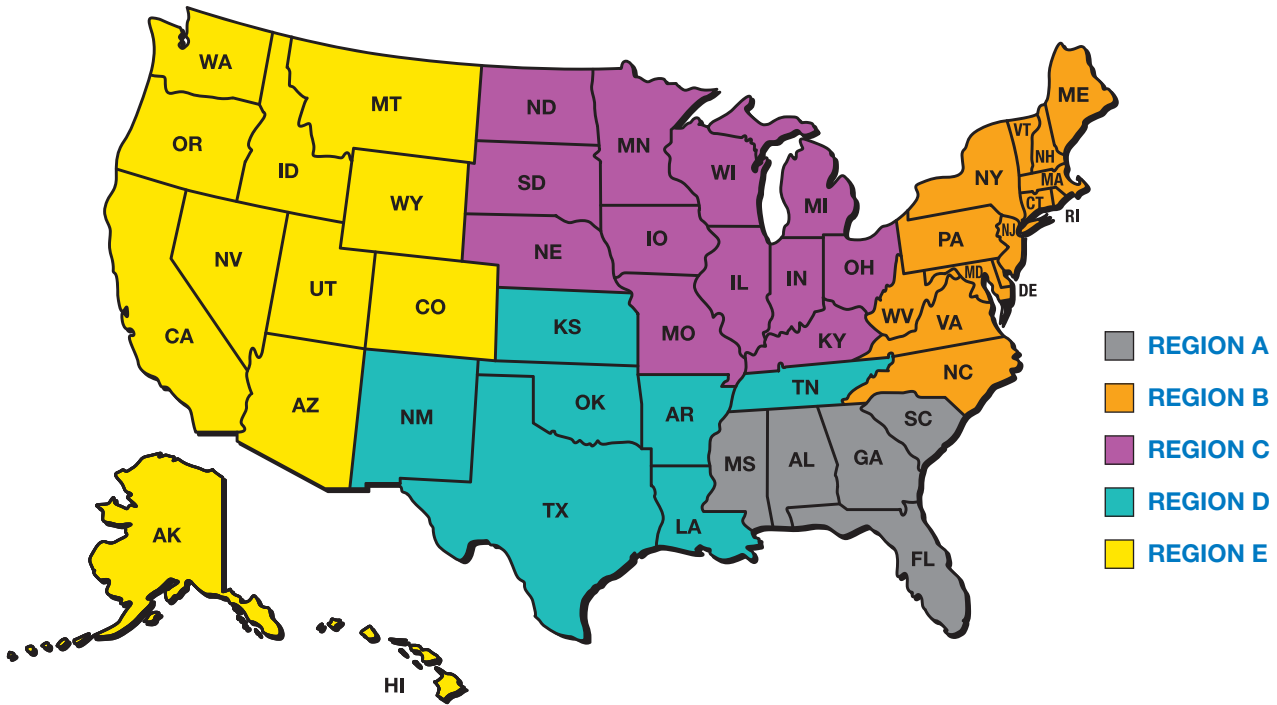 WA
MT
ND
MN
ME
VT
NH
OR
ID
WY
SD
WI
MI
NY
MA
CT
RI
NV
UT
CO
NE
IO
IL
IN
OH
PA
NJ
MD
DE
CA
KS
MO
KY
WV
VA
AZ
NM
OK
AR
TN
NC
SC
MS
AL
GA
TX
LA
FL
AK
HI
REGION A
REGION B
REGION C
REGION D
REGION E